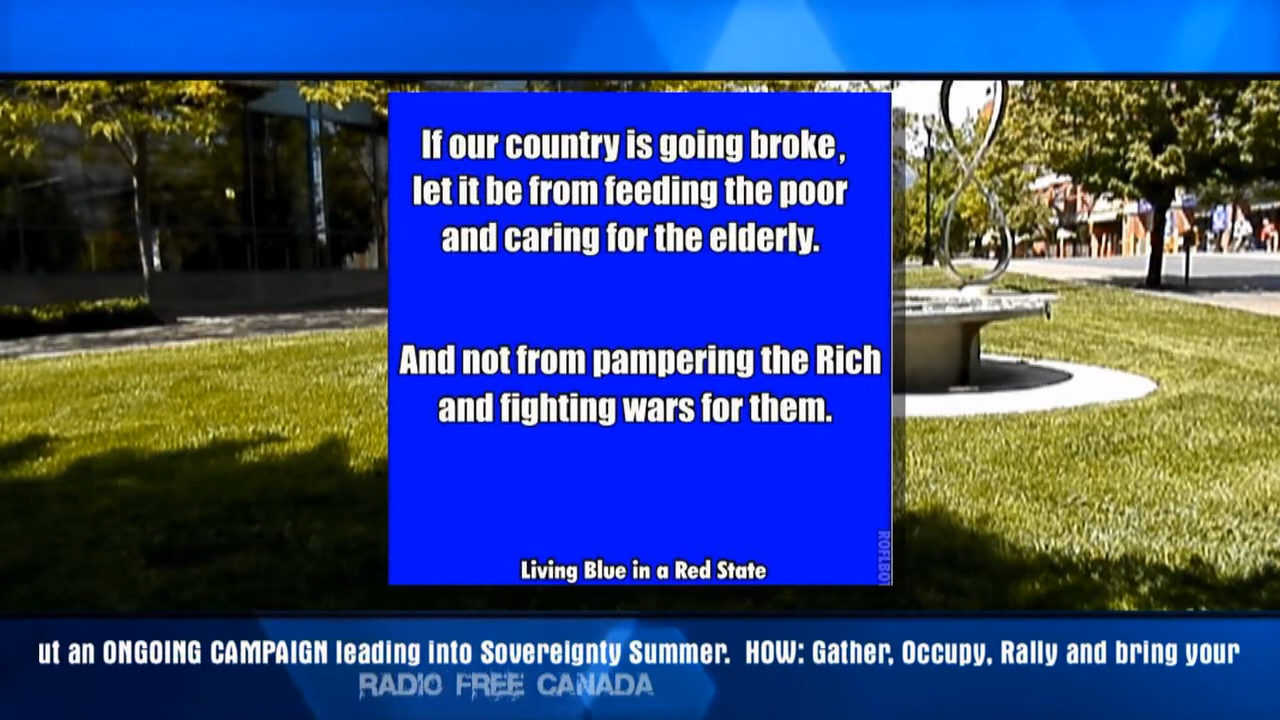 If our country is going broke,
let it be from feeding the poor
and caring for the elderly.
And not from pampering the Rich
and fighting wars for them.
ROFLBOT
Living Blue in a Red State
ut an ONGOING CAMPAIGN leading into Sovereignty Summer. HOW: Gather, Occupy, Rally and bring your
RADIO FREE CANADA